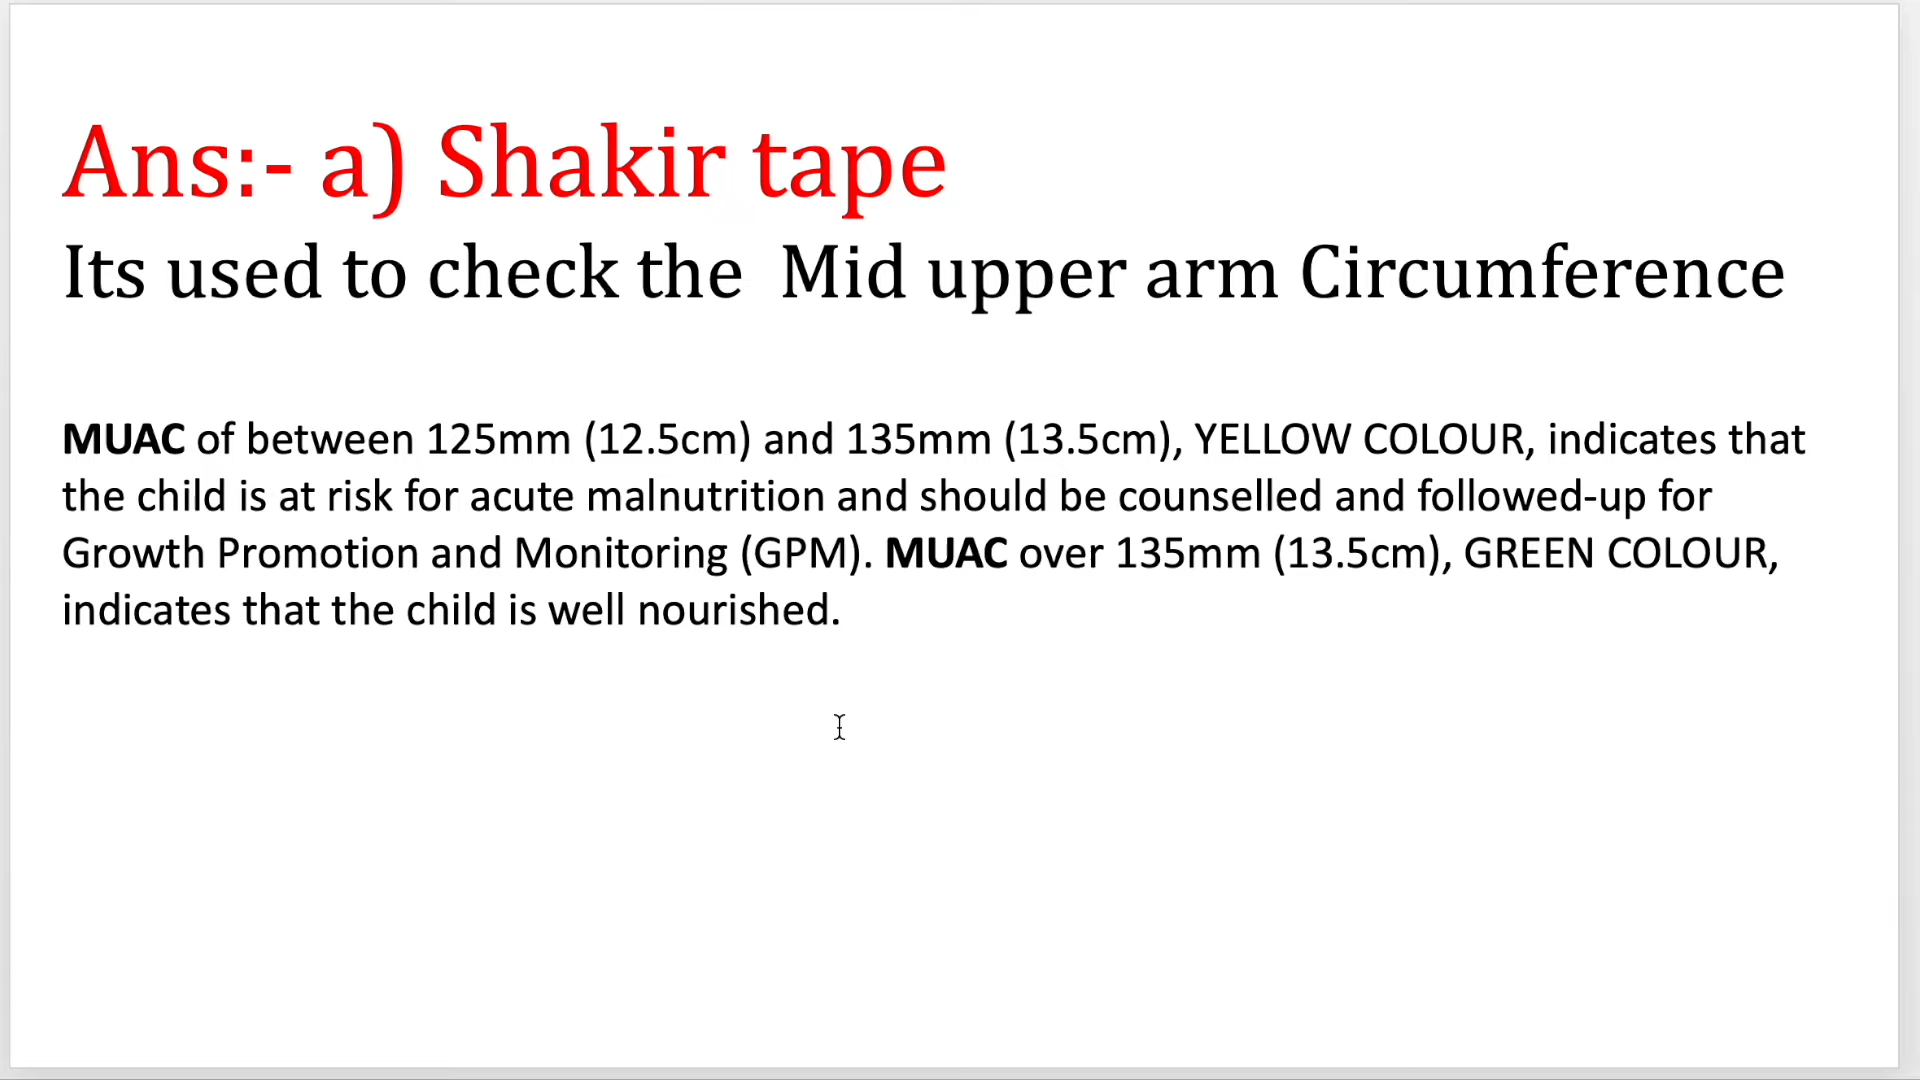 Ans:- a) Shakir tape
Its used to check the  Mid upper arm Circumference
MUAC of between 125mm (12.5cm) and 135mm (13.5cm), YELLOW COLOUR, indicates that
the child is at risk for acute malnutrition and should be counselled and followed-up for
Growth Promotion and Monitoring (GPM). MUAC over 135mm (13.5cm), GREEN COLOUR,
indicates that the child is well nourished.